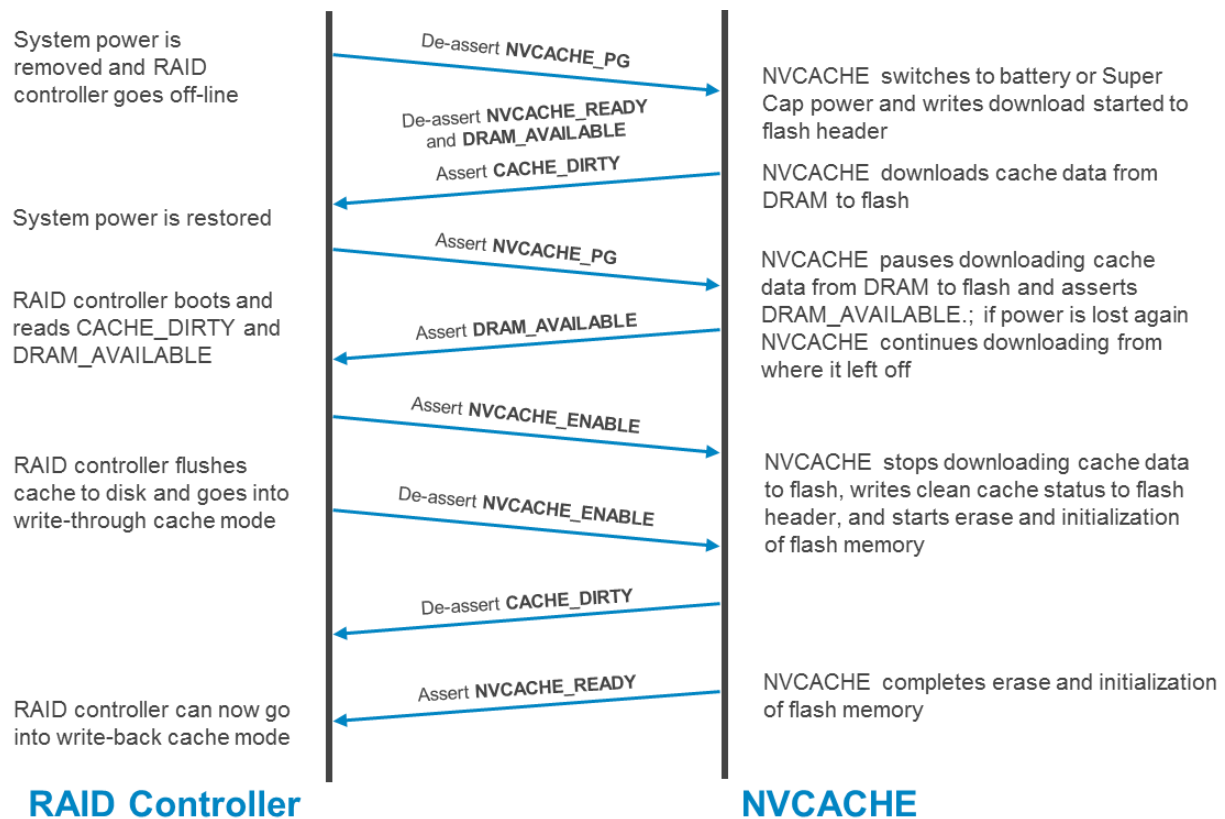 System power is
removed and RAID
controller goes off-line
De-assert NVCACHE_PG
NVCACHE switches to battery or Super
Cap power and writes download started to
flash header
De-assert NVCACHE_READY
and DRAM_AVAILABLE
Assert CACHE_DIRTY
NVCACHE downloads cache data from
DRAM to flash
System power is restored
Assert NVCACHE_PG
NVCACHE pauses downloading cache
data from DRAM to flash and asserts
DRAM_AVAILABLE.; if power is lost again
NVCACHE continues downloading from
where it left off
RAID controller boots and
reads CACHE_DIRTY and
DRAM_AVAILABLE
Assert DRAM_AVAILABLE
Assert NVCACHE_ENABLE
RAID controller flushes
cache to disk and goes into
write-through cache mode
De-assert NVCACHE_ENABLE
NVCACHE stops downloading cache data
to flash, writes clean cache status to flash
header, and starts erase and initialization
of flash memory
De-assert CACHE_DIRTY
Assert NVCACHE_READY
NVCACHE completes erase and initialization
of flash memory
RAID controller can now go
into write-back cache mode
RAID Controller
NVCACHE